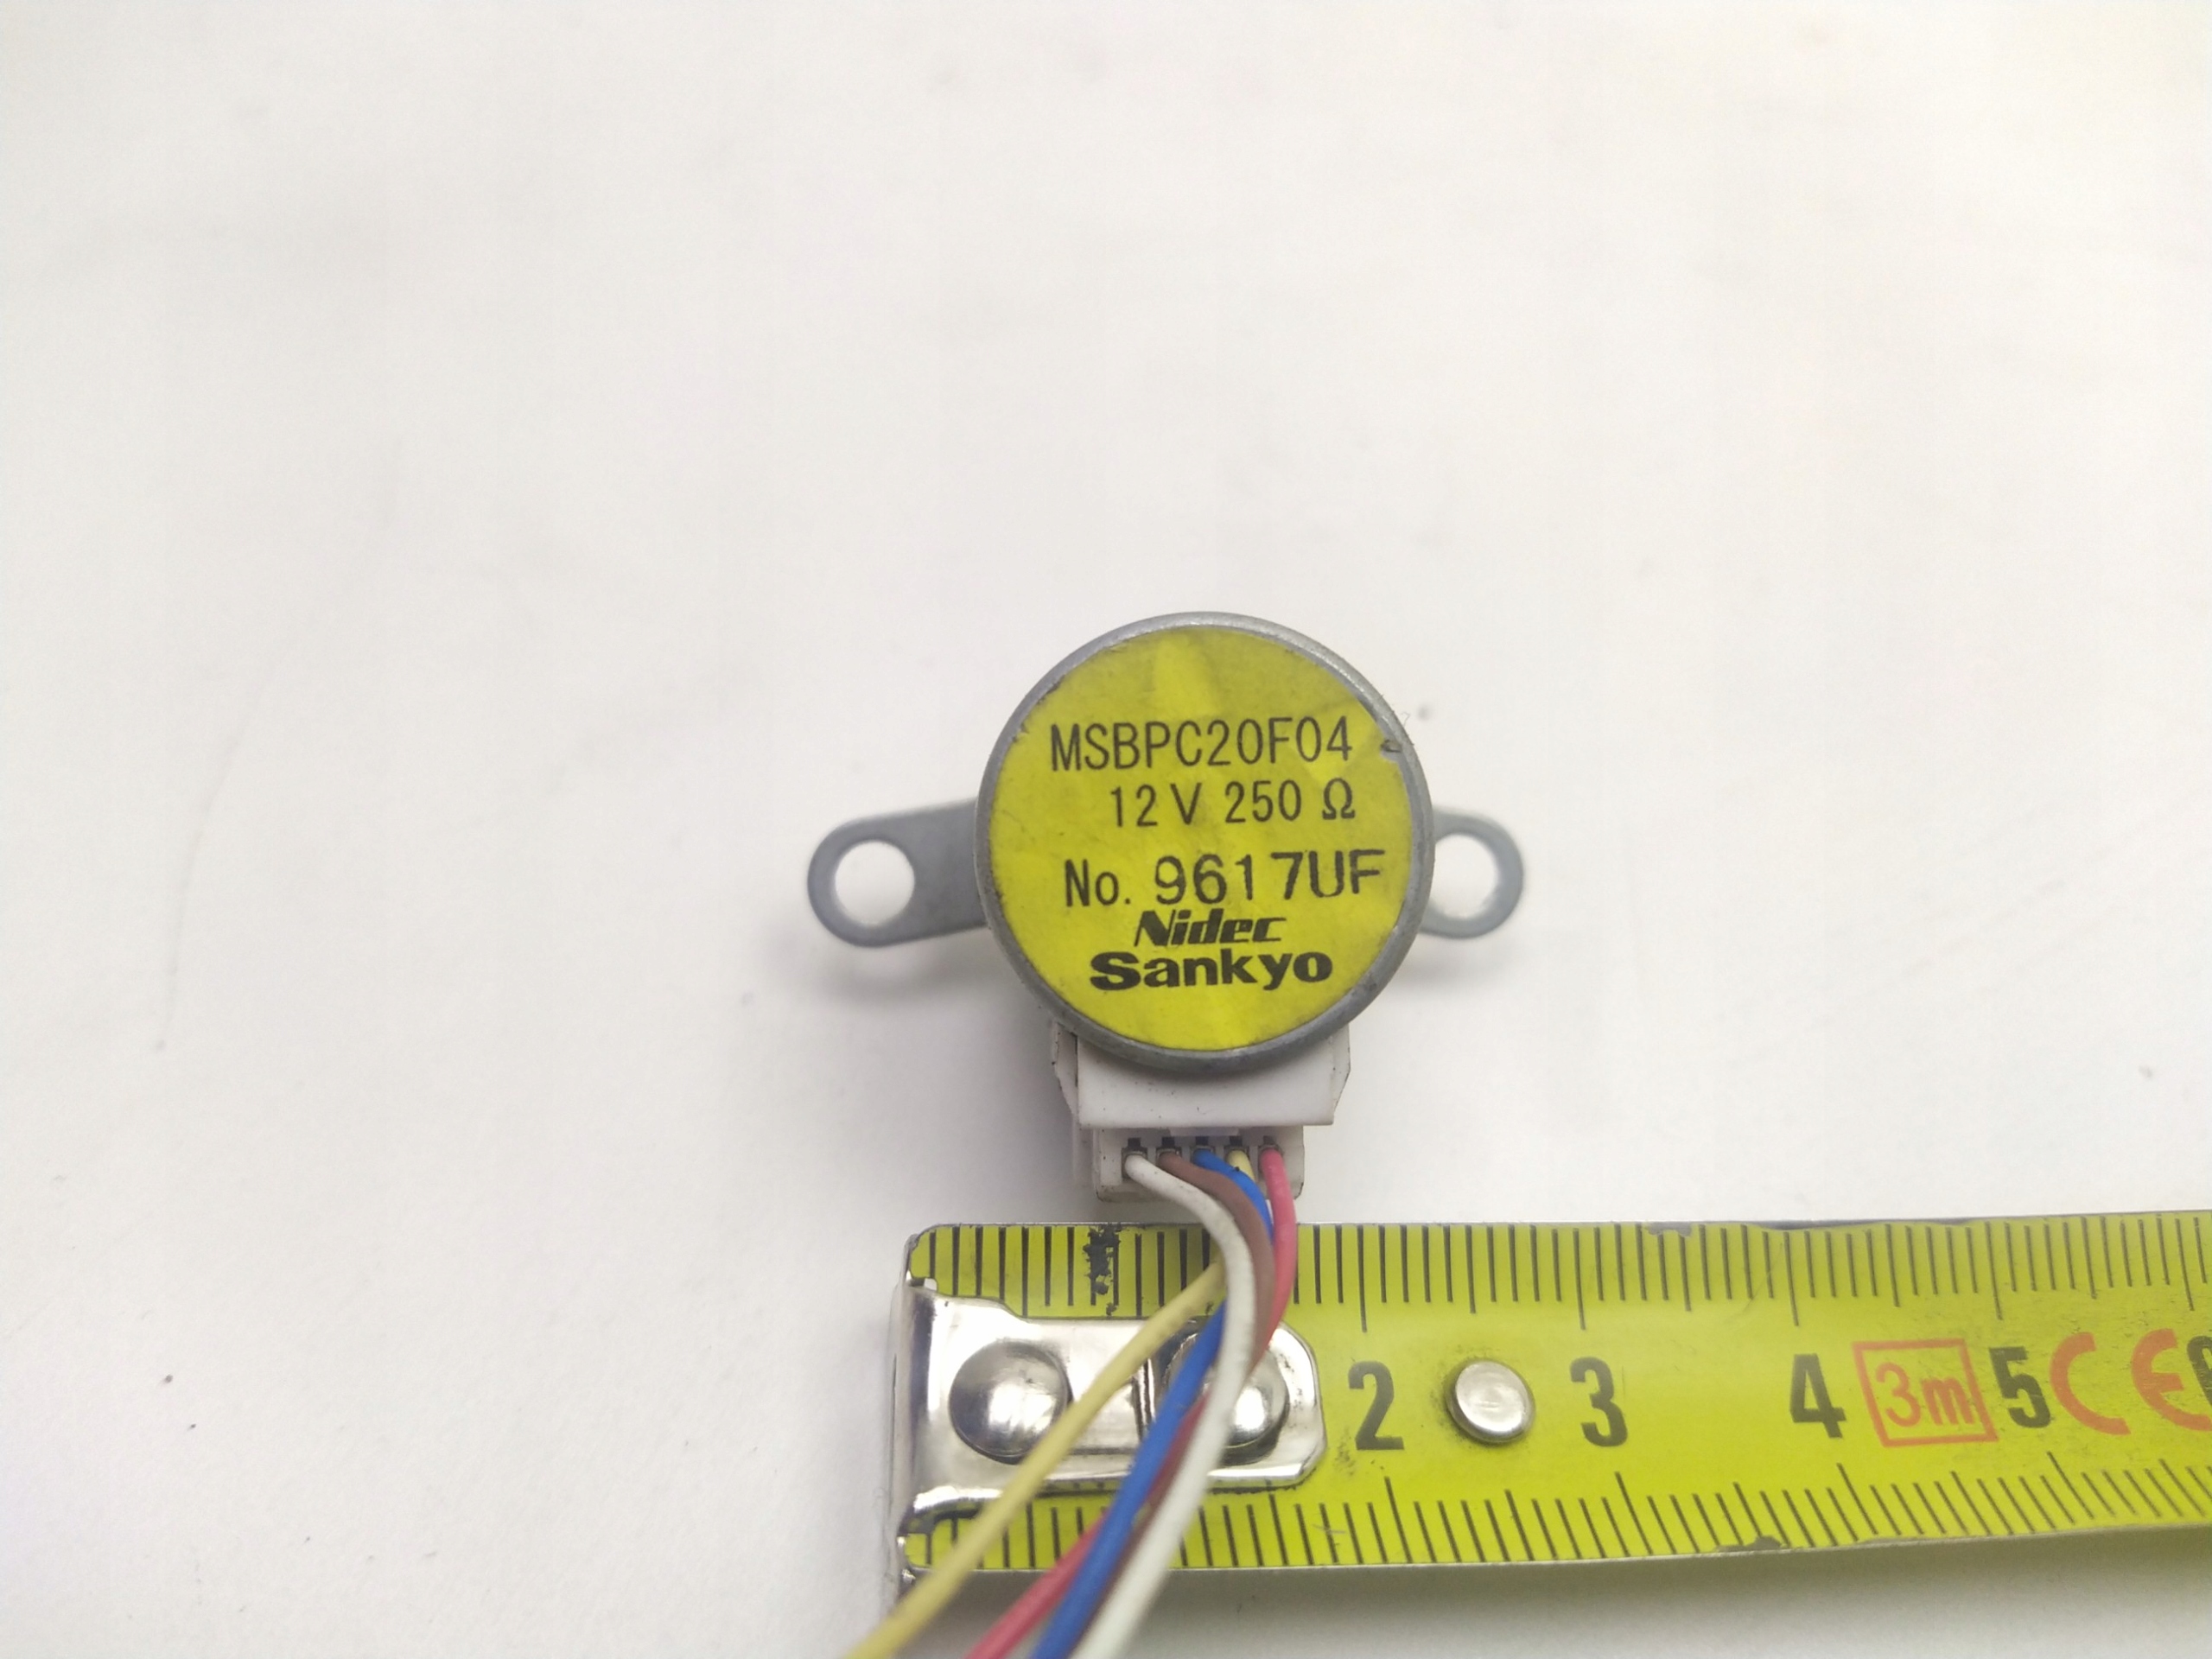 MSBPC20F04
12V 250 Ω
No. 9617UF
Nidec
Sankyo
2 3 4 3m 5 CE